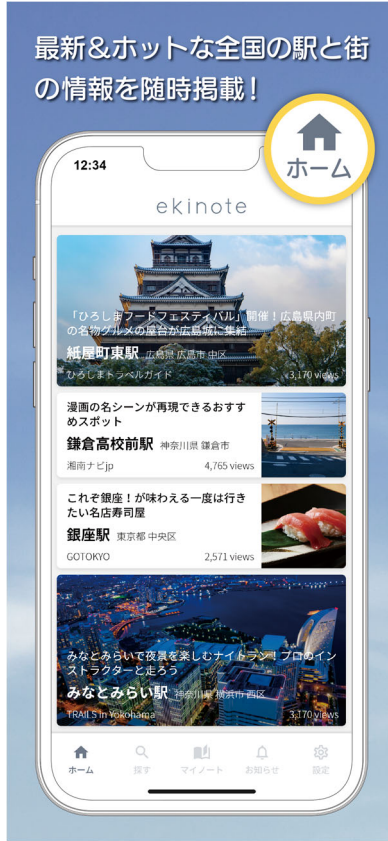 最新&ホットな全国の駅と街
の情報を随時掲載!
ホーム
12:34
ekinote
「ひろしまフードフェスティバル」開催!広島県内町
の名物グルメの屋台が広島城に集結
紙屋町東駅 広島県 広島市 中区
ひろしまトラベルガイド 3,170 views
漫画の名シーンが再現できるおすす
めスポット
鎌倉高校前駅 神奈川県 鎌倉市
湘南ナビjp 4,765 views
これぞ銀座!が味わえる一度は行き
たい名店寿司屋
銀座駅 東京都 中央区
GOTOKYO 2,571 views
みなとみらいで夜景を楽しむナイトラン!プロのイン
ストラクターと走ろう
みなとみらい駅 神奈川県 横浜市 西区
TRAILS in Yokohama 3,170 views
ホーム 探す マイノート お知らせ 設定